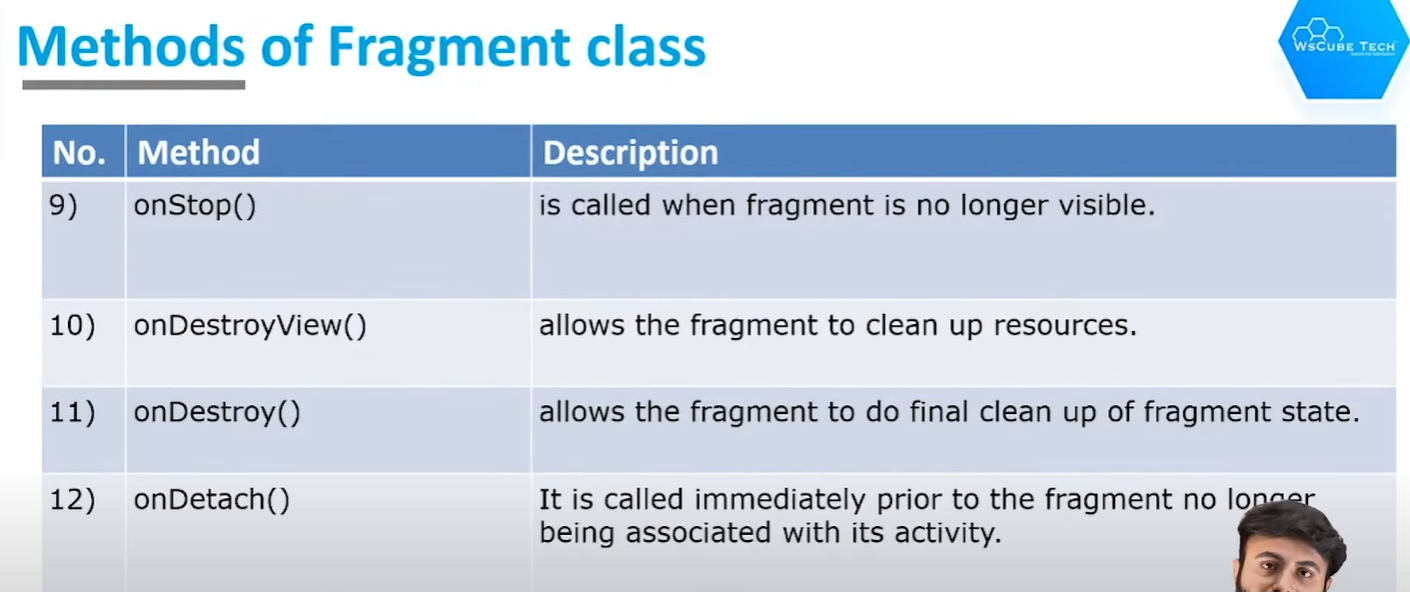 Methods of Fragment class
WsCube Tech
No. Method Description
9) onStop() is called when fragment is no longer visible.
10) onDestroyView() allows the fragment to clean up resources.
11) onDestroy() allows the fragment to do final clean up of fragment state.
12) onDetach() It is called immediately prior to the fragment no longer
being associated with its activity.